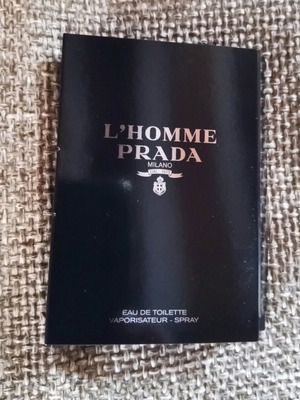 L'HOMME
PRADA
MILANO
EAU DE TOILETTE
VAPORISATEUR - SPRAY